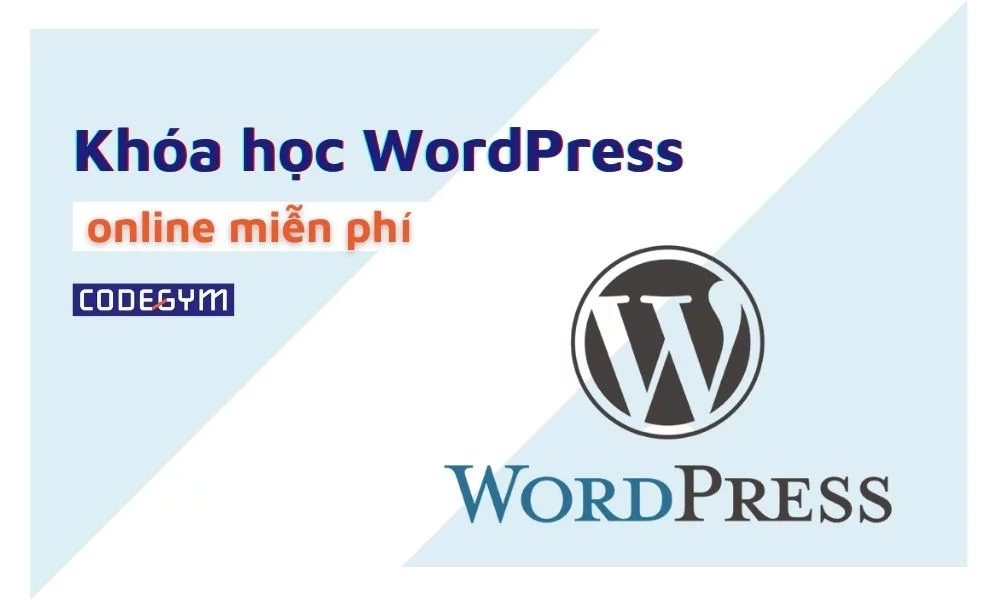 Khóa học WordPress
online miễn phí
CODEGYM
W
WORDPRESS